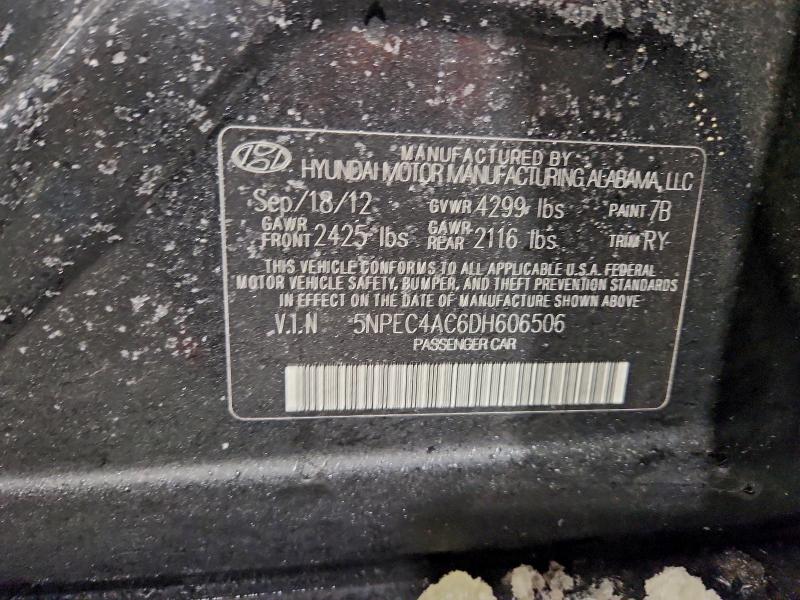 MANUFACTURED BY
HYUNDAI MOTOR MANUFACTURING, ALABAMA, LLC
Sep/18/12 GVWR 4299 lbs PAINT 7B
GAWR FRONT 2425 lbs GAWR REAR 2116 lbs TRIM RY
THIS VEHICLE CONFORMS TO ALL APPLICABLE U.S.A. FEDERAL
MOTOR VEHICLE SAFETY, BUMPER, AND THEFT PREVENTION STANDARDS
IN EFFECT ON THE DATE OF MANUFACTURE SHOWN ABOVE
V.I.N 5NPEC4AC6DH606506
PASSENGER CAR